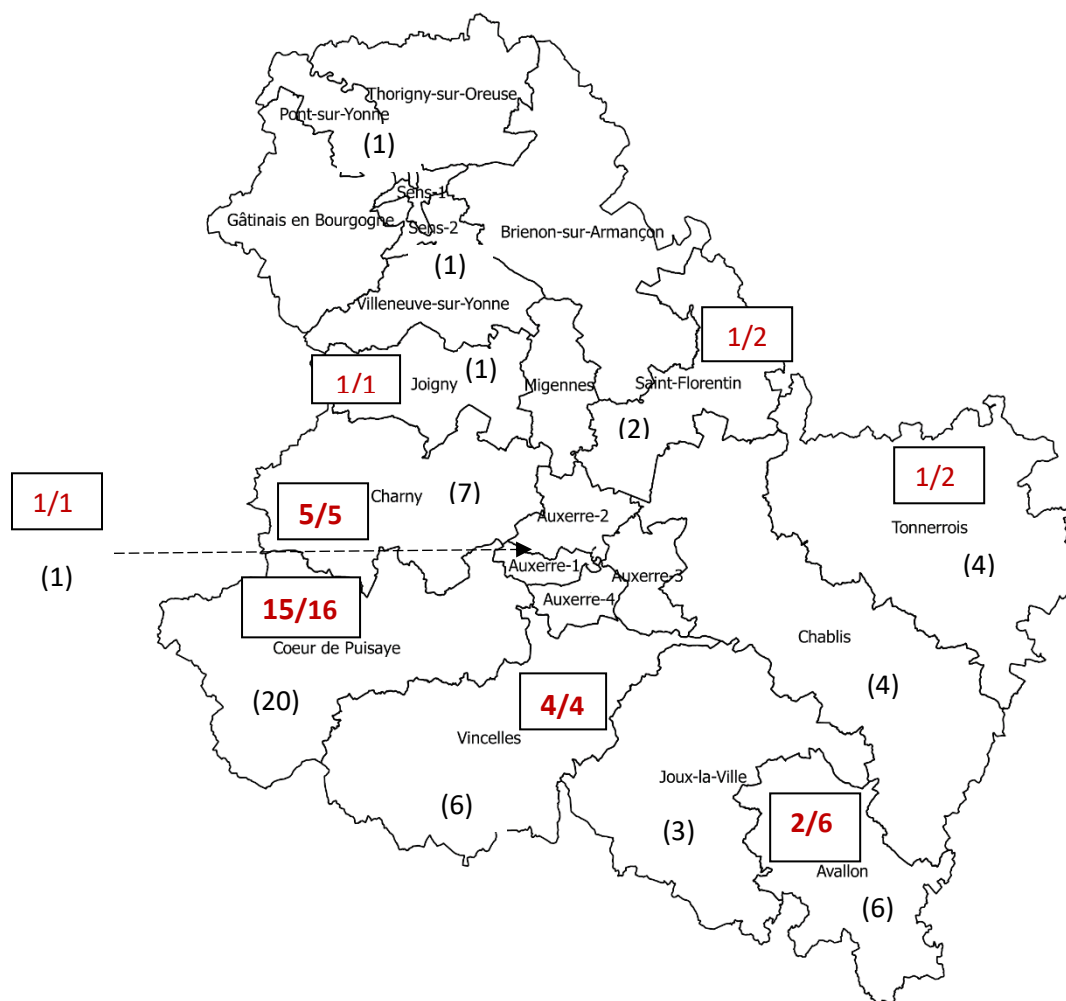 Thorigny-sur-Oreuse
Pont-sur-Yonne
(1)
Sens-1
Gâtinais en Bourgogne
Sens-2
Brienon-sur-Armançon
(1)
Villeneuve-sur-Yonne
1/2
(1)
1/1
Joigny
Migennes
Saint-Florentin
(2)
1/2
1/1
Charny
(7)
5/5
Auxerre-2
Tonnerrois
(1)
Auxerre-1
Auxerre-3
(4)
15/16
Auxerre-4
Coeur de Puisaye
Chablis
(20)
4/4
(4)
Vincelles
Joux-la-Ville
(6)
(3)
2/6
Avallon
(6)